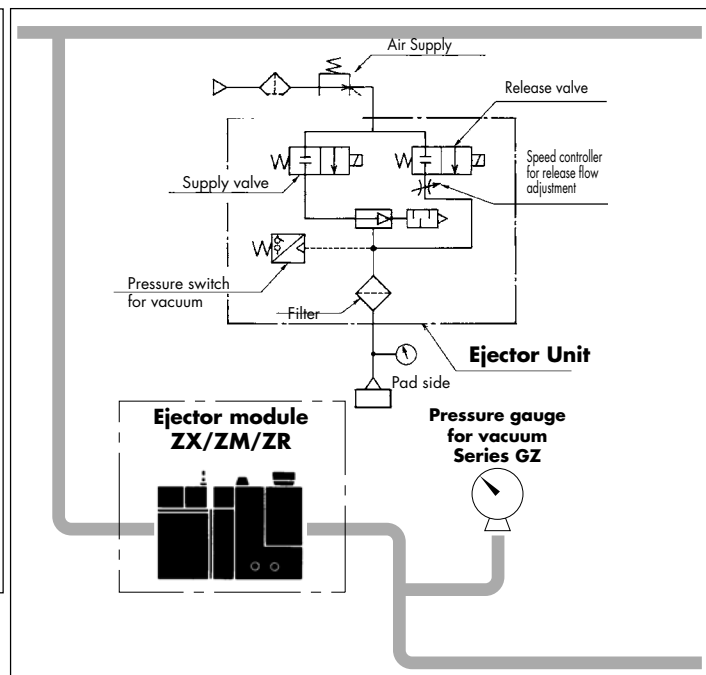 Air Supply
Release valve
Supply valve
Speed controller
for release flow
adjustment
Pressure switch
for vacuum
Filter
Ejector Unit
Pad side
Ejector module
ZX/ZM/ZR
Pressure gauge
for vacuum
Series GZ